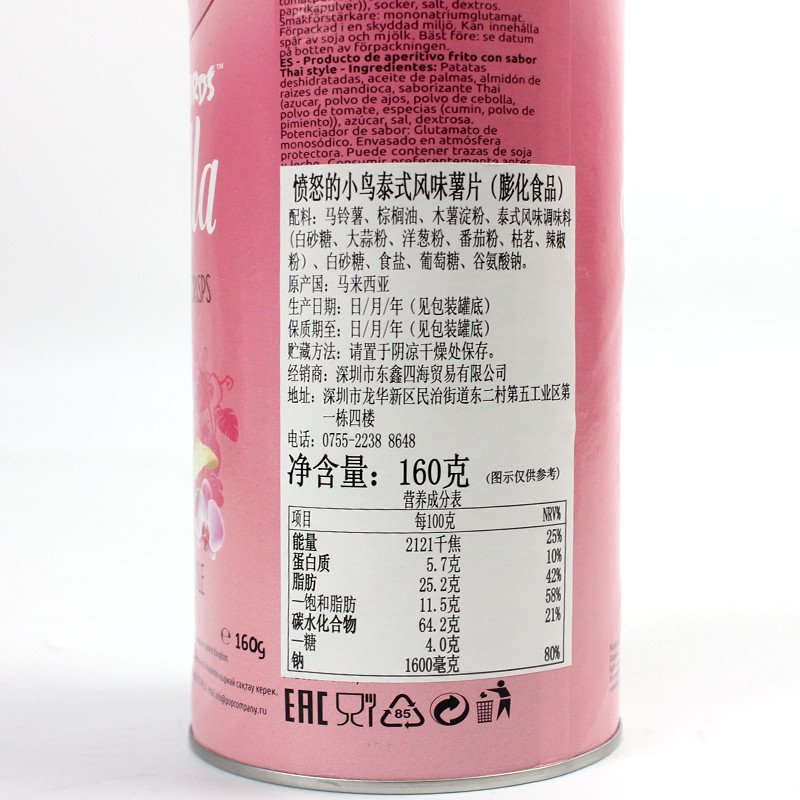 paprikapulver)), socker, salt, dextros.
Smakförstärkare: mononatriumglutamat.
Förpackad i en skyddad miljö. Kan innehålla
spår av soja och mjölk. Bäst före: se datum
på botten av förpackningen.
ES - Producto de aperitivo frito con sabor
Thai style - Ingredientes: Patatas
deshidratadas, aceite de palmas, almidón de
raízes de mandioca, saborizante Thai
(azucar, polvo de ajos, polvo de cebolla,
polvo de tomate, especias (cumin, polvo de
pimiento)), azúcar, sal, dextrosa.
Potenciador de sabor: Glutamato de
monosódico. Envasado en atmósfera
protectora. Puede contener trazas de soja
y leche. Consumir preferentemente antes
愤怒的小鸟泰式风味薯片（膨化食品）
配料：马铃薯、棕榈油、木薯淀粉、泰式风味调味料
(白砂糖、大蒜粉、洋葱粉、番茄粉、枯茗、辣椒
粉）、白砂糖、食盐、葡萄糖、谷氨酸钠。
原产国：马来西亚
生产日期：日/月/年（见包装罐底）
保质期至：日/月/年（见包装罐底）
贮藏方法：请置于阴凉干燥处保存。
经销商：深圳市东鑫四海贸易有限公司
地址：深圳市龙华新区民治街道东二村第五工业区第
一栋四楼
电话：0755-2238 8648
净含量：160克 (图示仅供参考)
营养成分表
项目 每100克 NRV%
能量 2121千焦 25%
蛋白质 5.7克 10%
脂肪 25.2克 42%
—饱和脂肪 11.5克 58%
碳水化合物 64.2克 21%
—糖 4.0克
钠 1600毫克 80%
℮ 160g
сақтау керек.
info@popcompany.ru
EAC
85